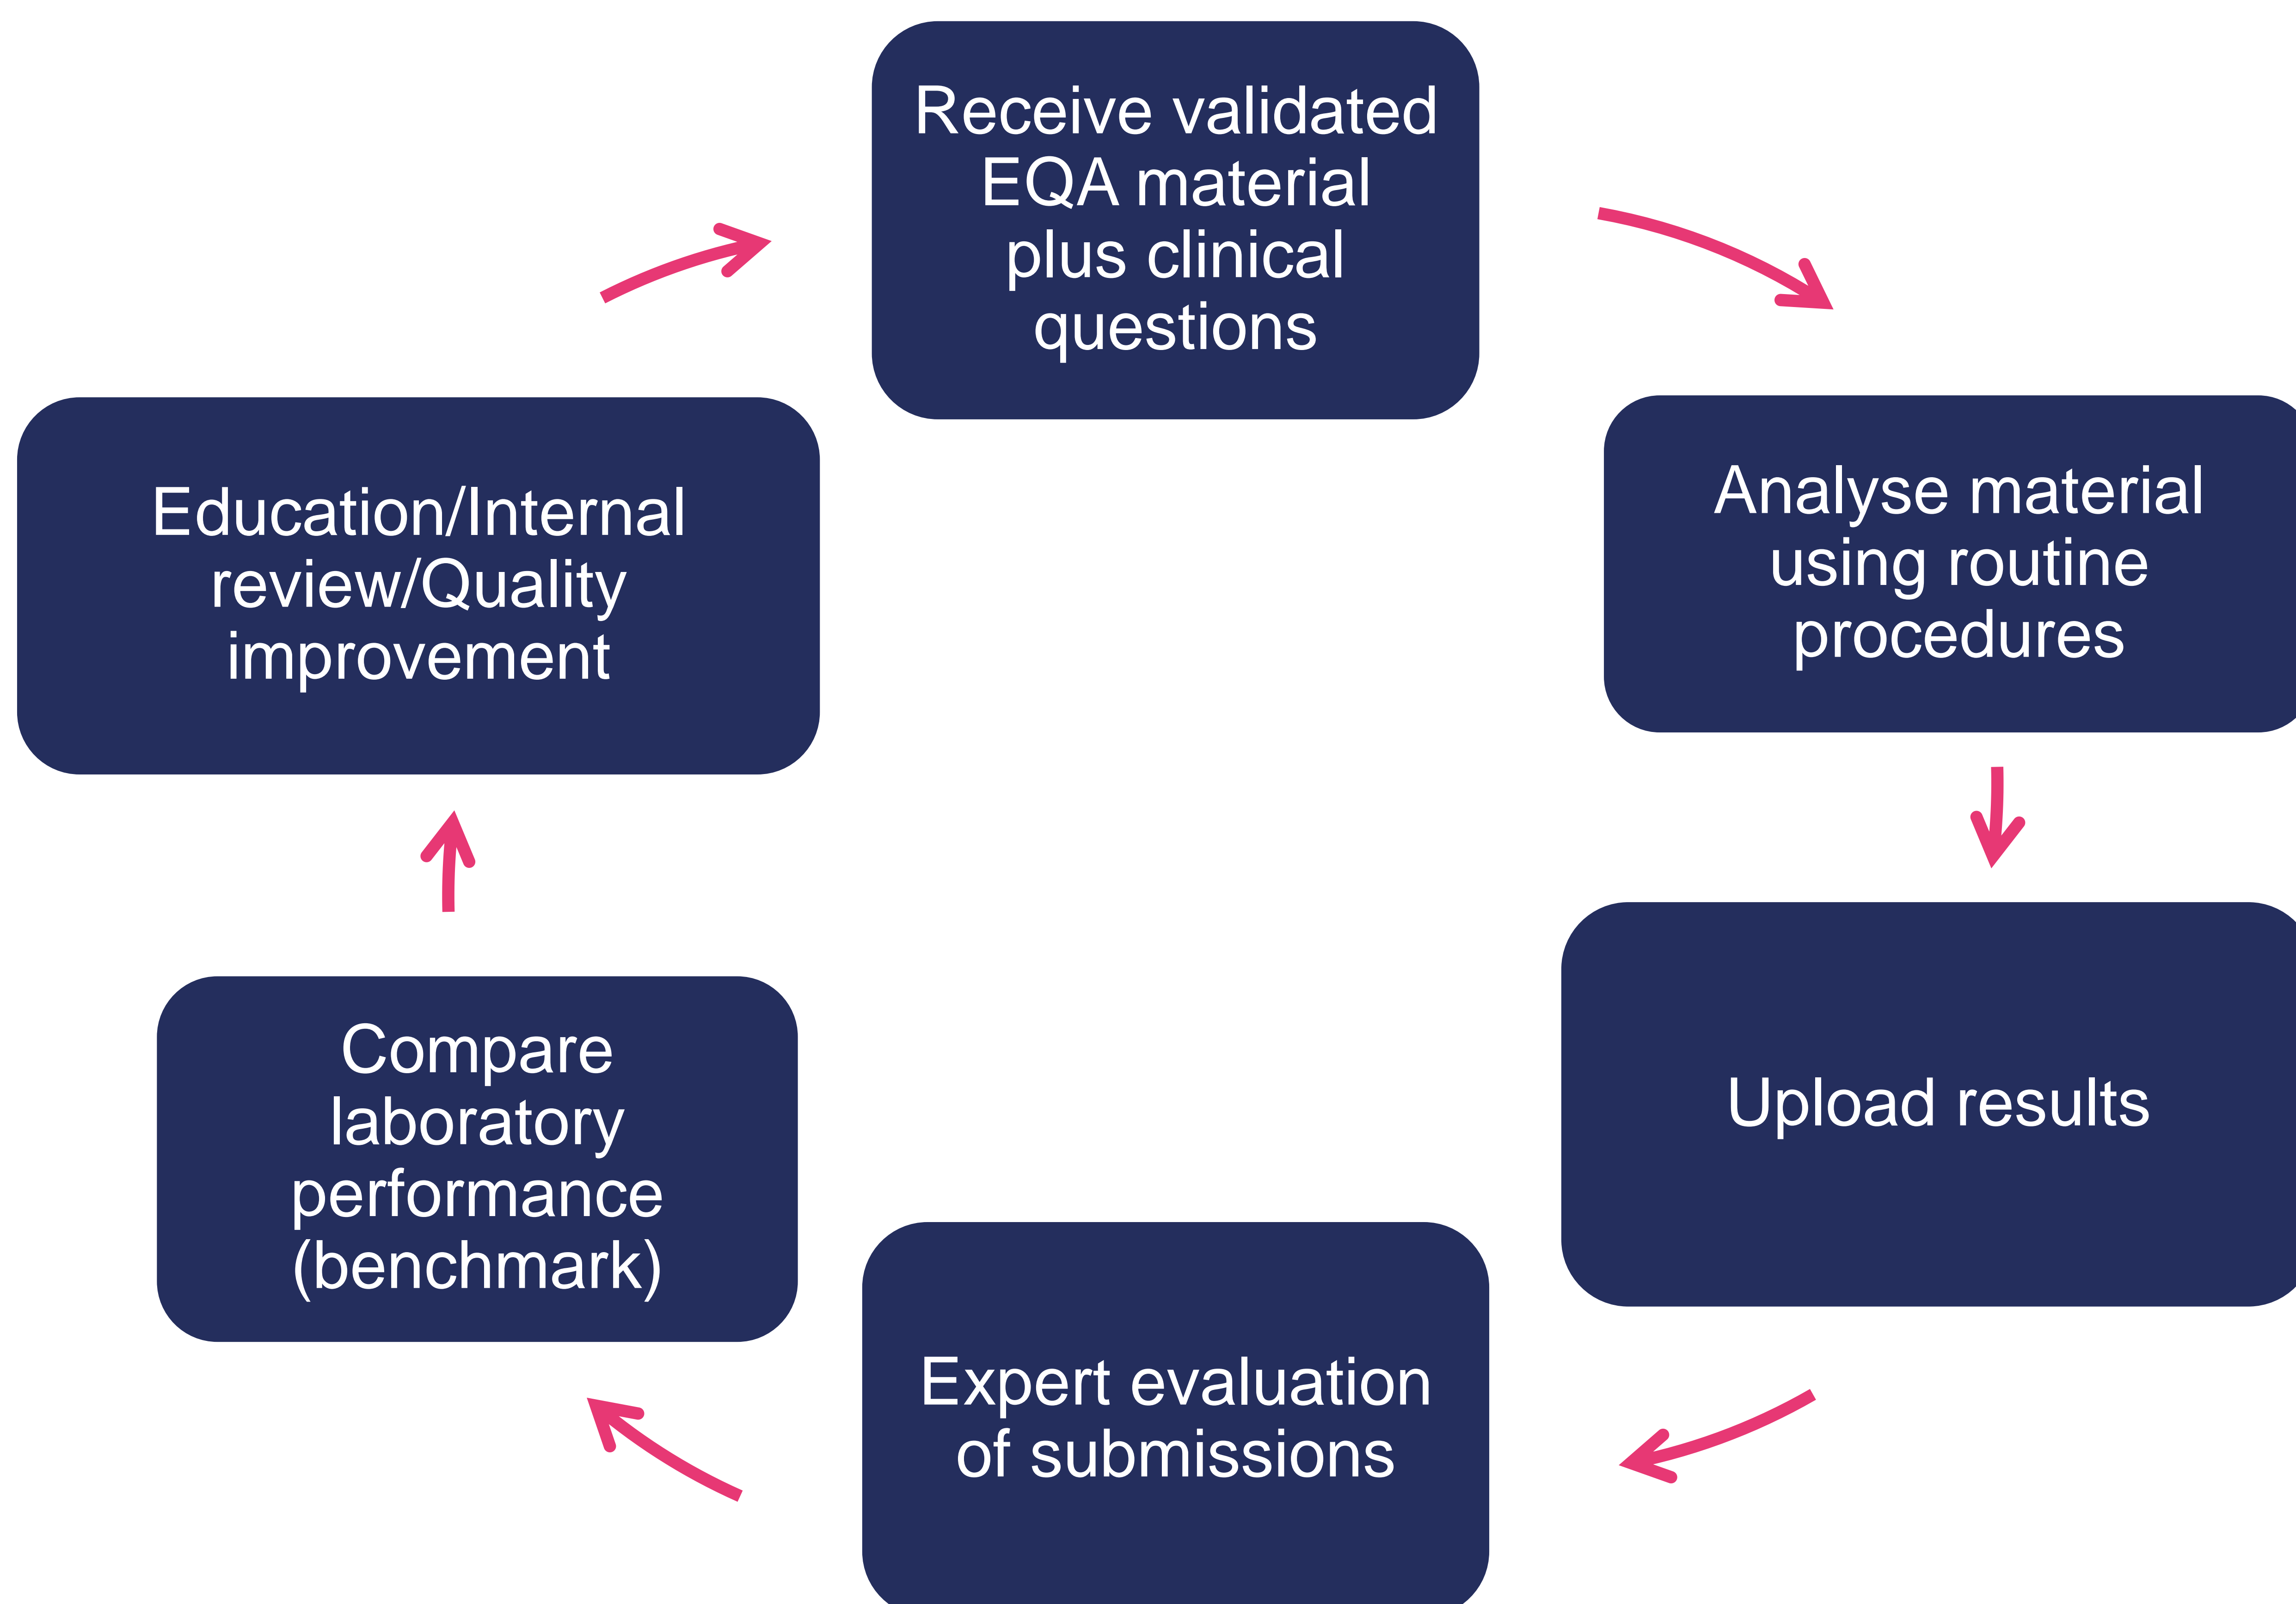 Receive validated
EQA material
plus clinical
questions
Analyse material
using routine
procedures
Upload results
Expert evaluation
of submissions
Compare
laboratory
performance
(benchmark)
Education/Internal
review/Quality
improvement